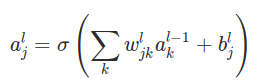 a_j^l = σ ( ∑_k w_{jk}^l a_k^{l-1} + b_j^l )